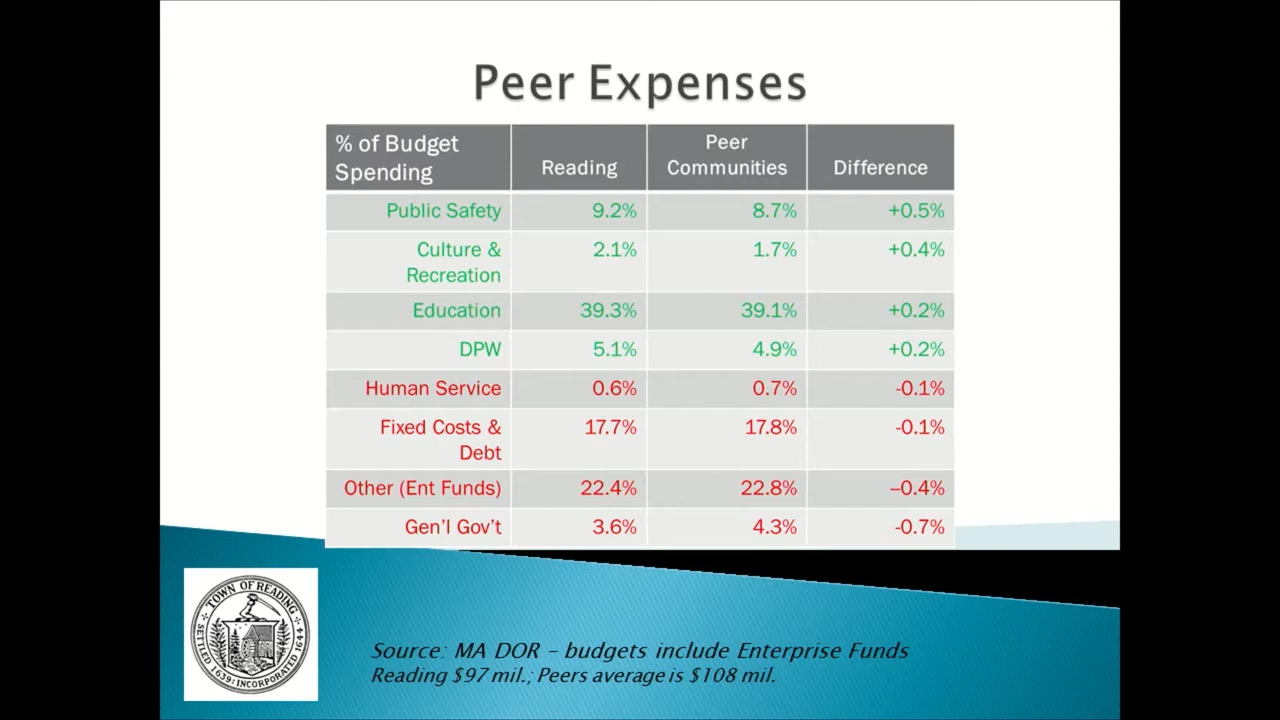 Peer Expenses
% of Budget Spending Reading Peer Communities Difference
Public Safety 9.2% 8.7% +0.5%
Culture & Recreation 2.1% 1.7% +0.4%
Education 39.3% 39.1% +0.2%
DPW 5.1% 4.9% +0.2%
Human Service 0.6% 0.7% -0.1%
Fixed Costs & Debt 17.7% 17.8% -0.1%
Other (Ent Funds) 22.4% 22.8% –0.4%
Gen'l Gov't 3.6% 4.3% -0.7%
TOWN OF READING
SETTLED 1639: INCORPORATED 1644
Source: MA DOR – budgets include Enterprise Funds
Reading $97 mil.; Peers average is $108 mil.